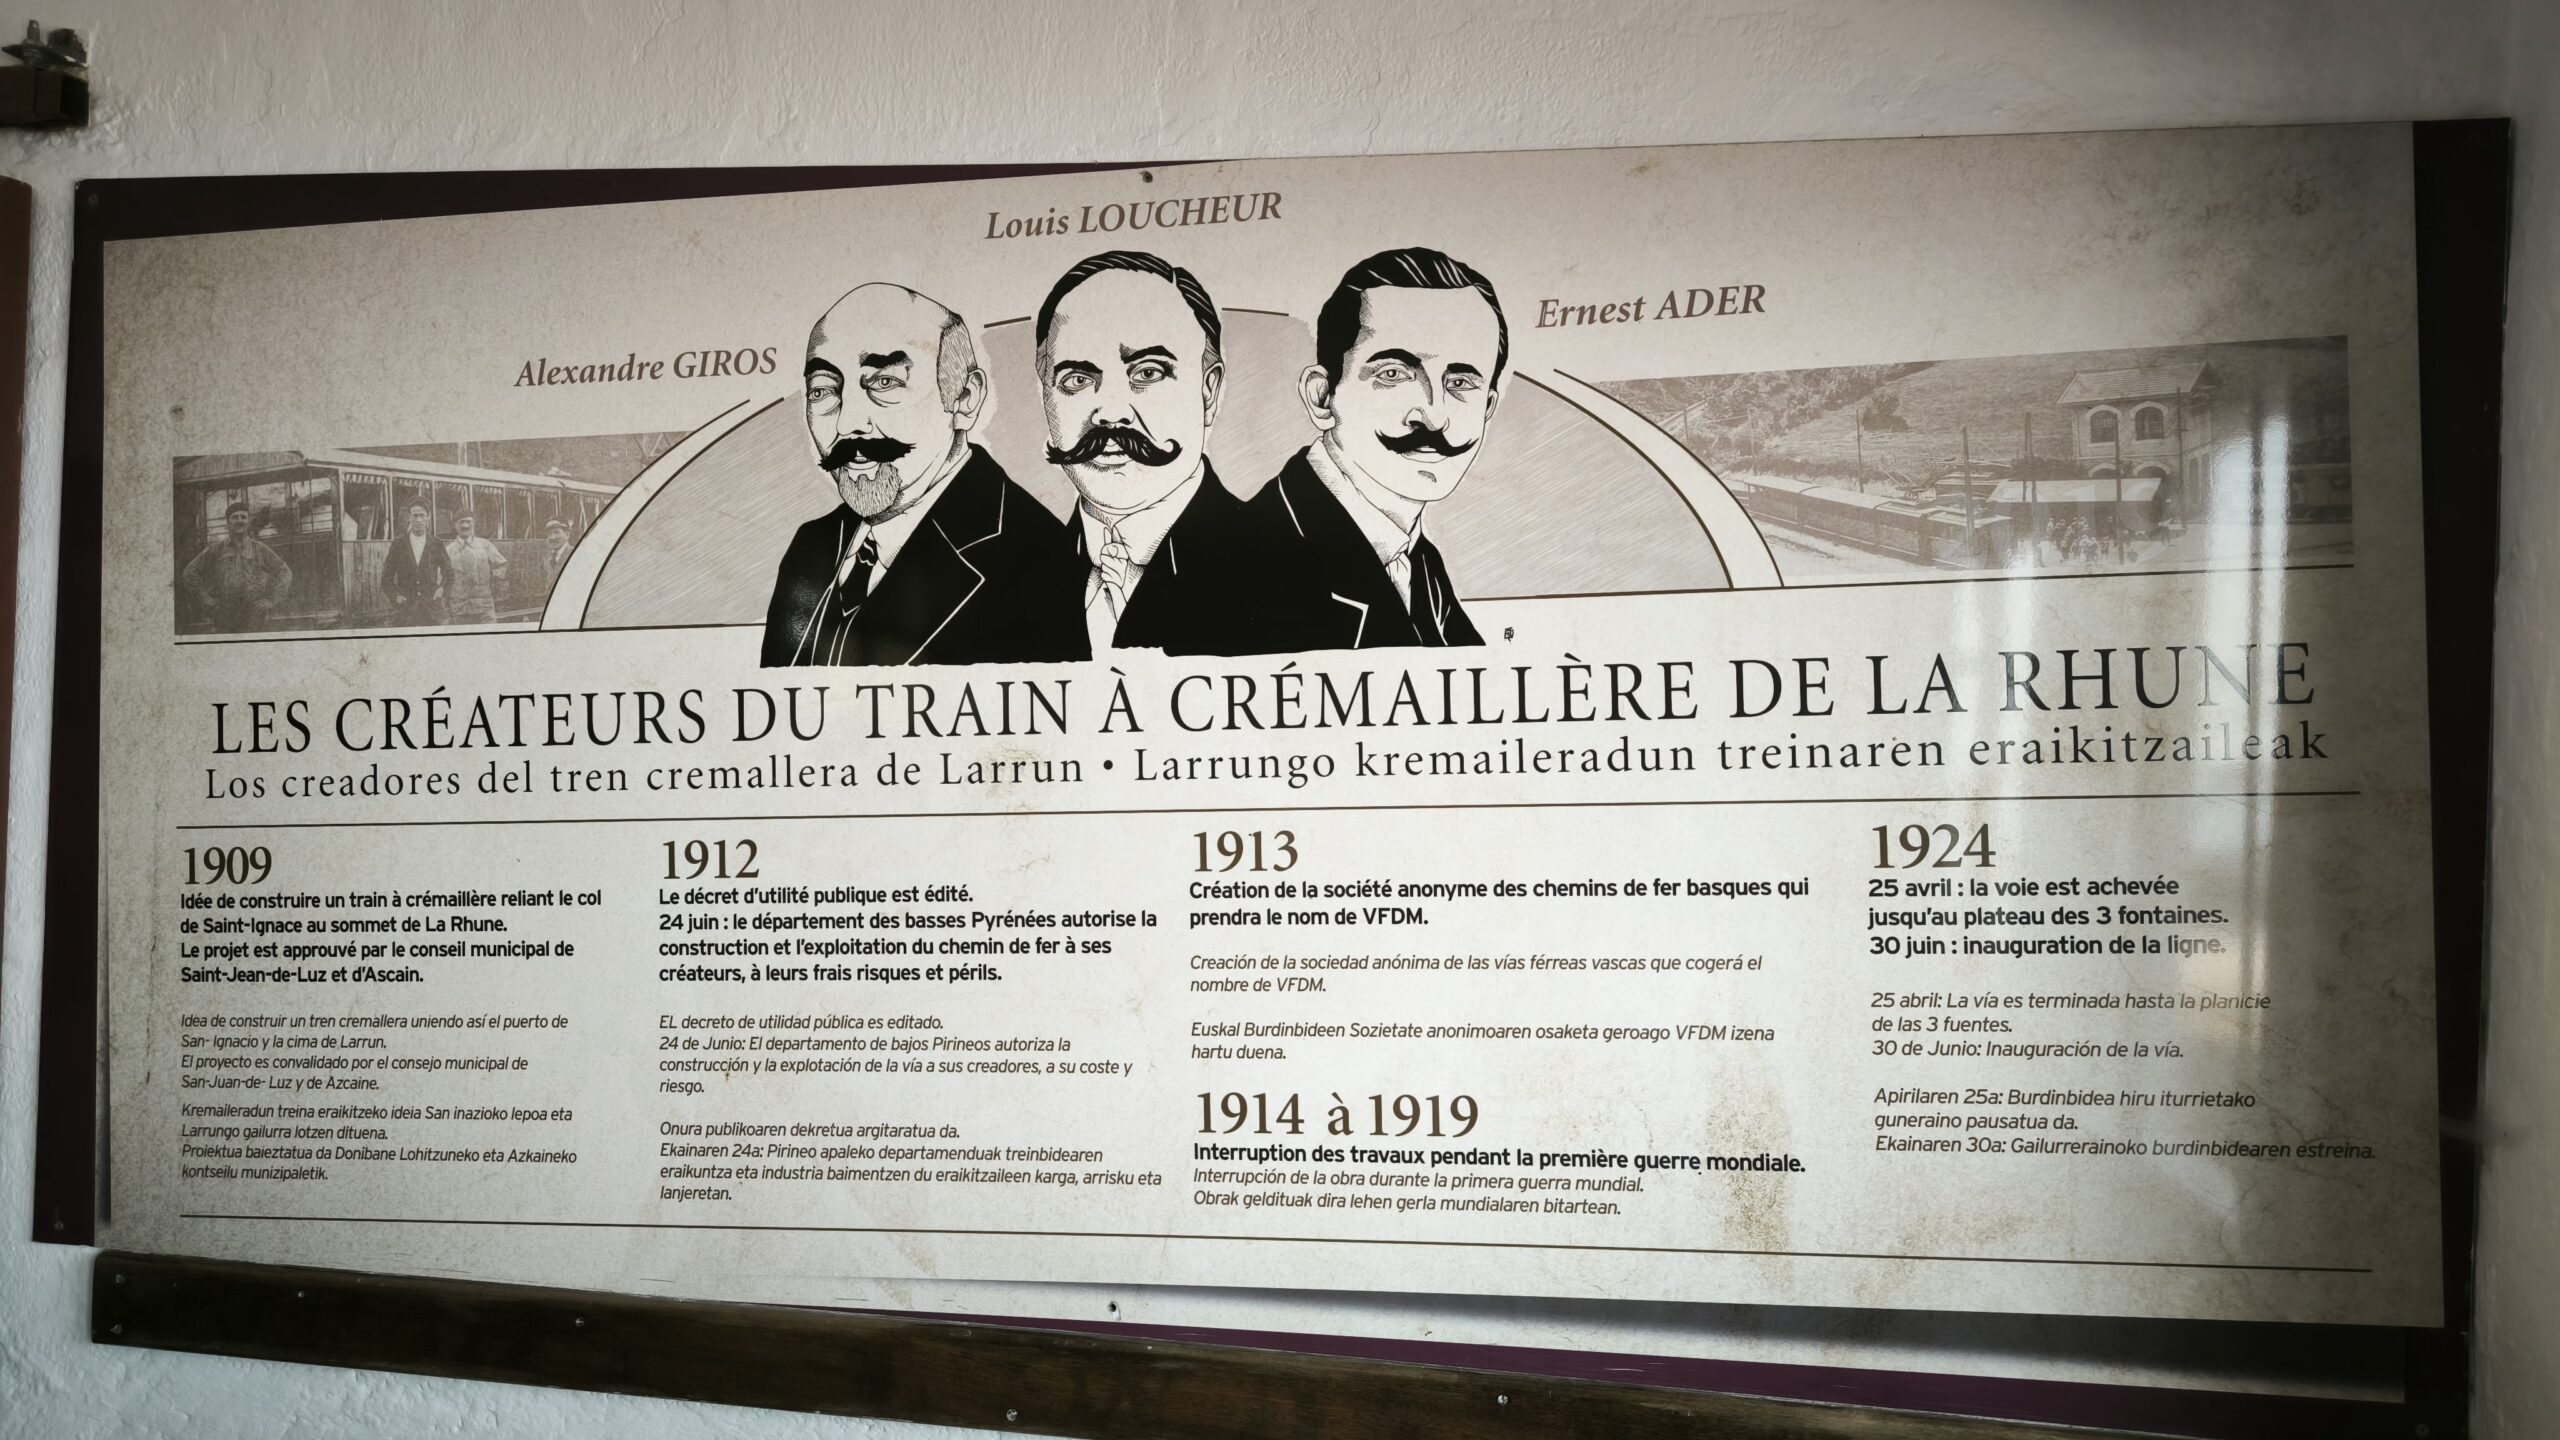 Louis LOUCHEUR
Ernest ADER
Alexandre GIROS
LES CRÉATEURS DU TRAIN À CRÉMAILLÈRE DE LA RHUNE
Los creadores del tren cremallera de Larrun • Larrungo kremaileradun treinaren eraikitzaileak
1909
Idée de construire un train à crémaillère reliant le col
de Saint-Ignace au sommet de La Rhune.
Le projet est approuvé par le conseil municipal de
Saint-Jean-de-Luz et d'Ascain.
Idea de construir un tren cremallera uniendo así el puerto de
San- Ignacio y la cima de Larrun.
El proyecto es convalidado por el consejo municipal de
San-Juan-de- Luz y de Azcaine.
Kremaileradun treina eraikitzeko ideia San inazioko lepoa eta
Larrungo gailurra lotzen dituena.
Proiektua baieztatua da Donibane Lohitzuneko eta Azkaineko
kontseilu munizipaletik.
1912
Le décret d'utilité publique est édité.
24 juin : le département des basses Pyrénées autorise la
construction et l'exploitation du chemin de fer à ses
créateurs, à leurs frais risques et périls.
EL decreto de utilidad pública es editado.
24 de Junio: El departamento de bajos Pirineos autoriza la
construcción y la explotación de la vía a sus creadores, a su coste y
riesgo.
Onura publikoaren dekretua argitaratua da.
Ekainaren 24a: Pirineo apaleko departamenduak treinbidearen
eraikuntza eta industria baimentzen du eraikitzaileen karga, arrisku eta
lanjeretan.
1913
Création de la société anonyme des chemins de fer basques qui
prendra le nom de VFDM.
Creación de la sociedad anónima de las vías férreas vascas que cogerá el
nombre de VFDM.
Euskal Burdinbideen Sozietate anonimoaren osaketa geroago VFDM izena
hartu duena.
1914 à 1919
Interruption des travaux pendant la première guerre mondiale.
Interrupción de la obra durante la primera guerra mundial.
Obrak geldituak dira lehen gerla mundialaren bitartean.
1924
25 avril : la voie est achevée
jusqu'au plateau des 3 fontaines.
30 juin : inauguration de la ligne.
25 abril: La vía es terminada hasta la planicie
de las 3 fuentes.
30 de Junio: Inauguración de la vía.
Apirilaren 25a: Burdinbidea hiru iturrietako
guneraino pausatua da.
Ekainaren 30a: Gailurrerainoko burdinbidearen estreina.